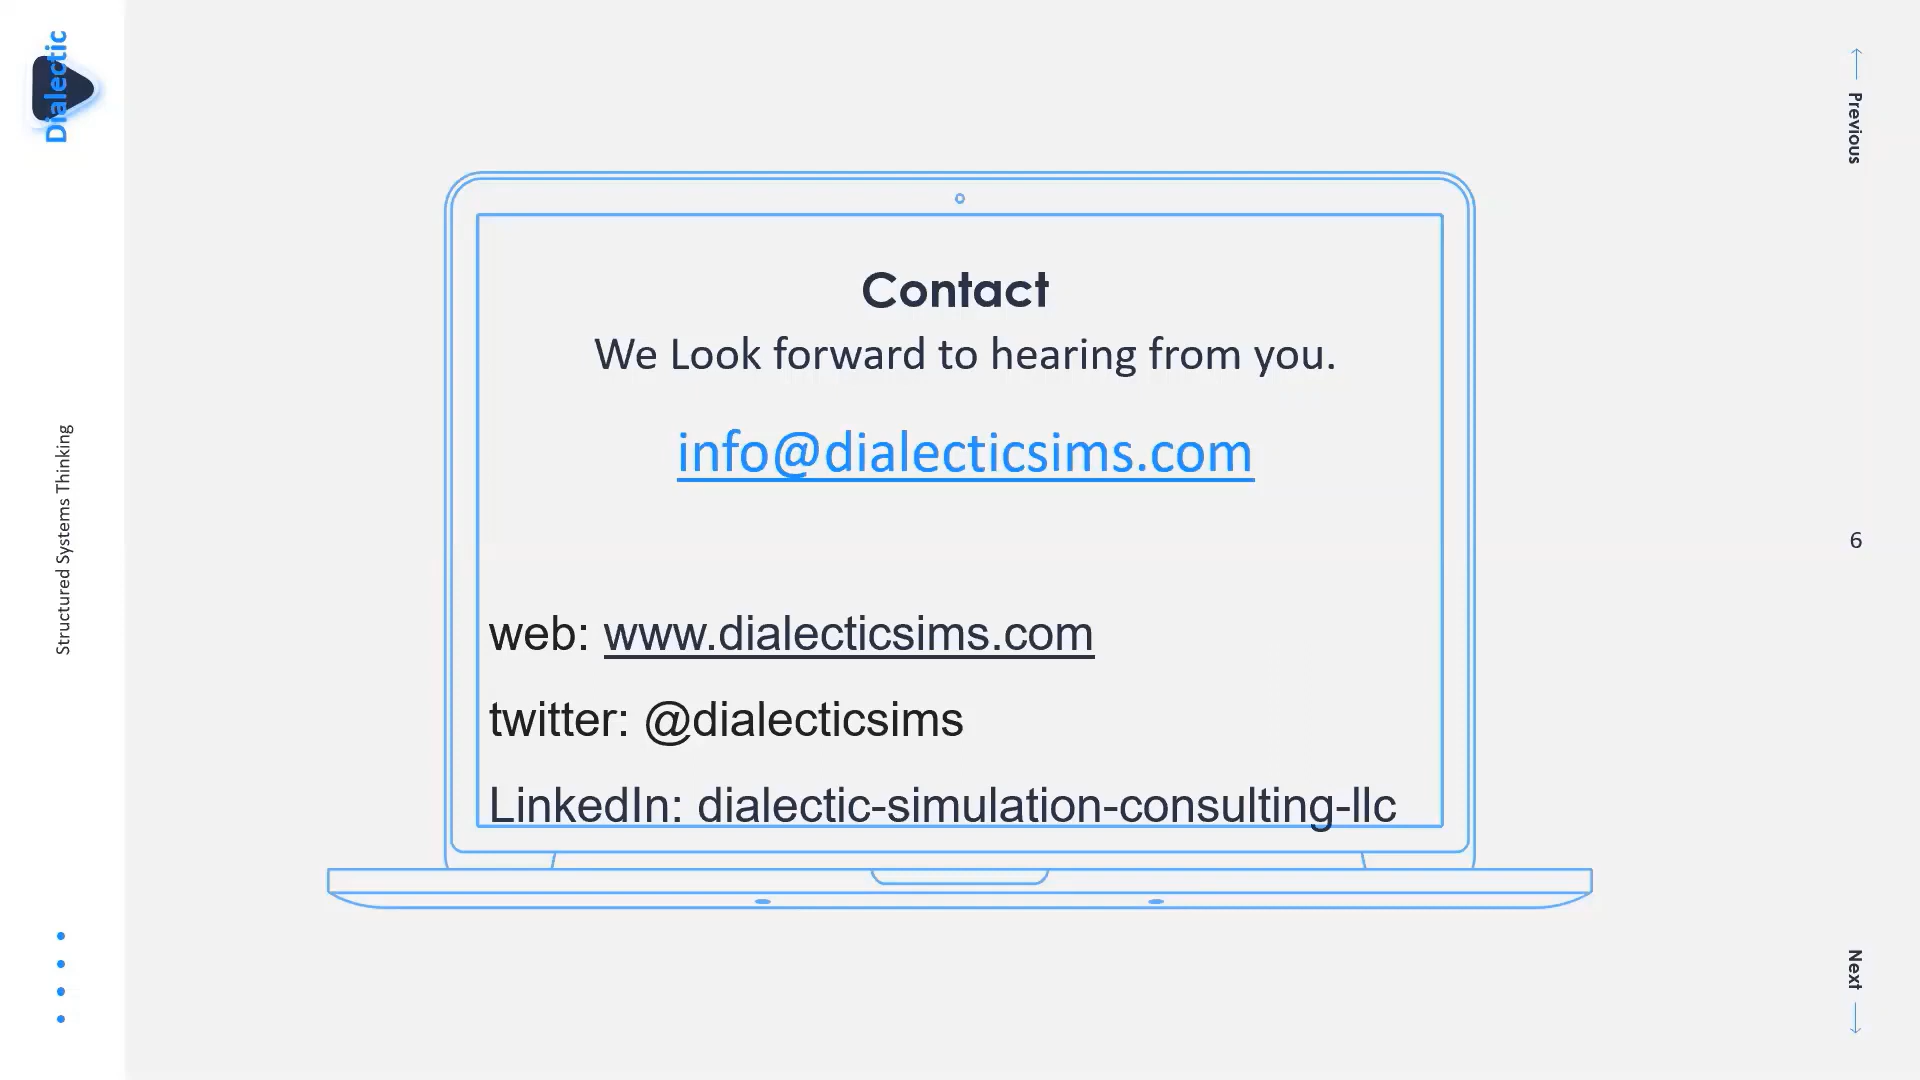 Dialectic
Structured Systems Thinking
Contact
We Look forward to hearing from you.
info@dialecticsims.com
web: www.dialecticsims.com
twitter: @dialecticsims
LinkedIn: dialectic-simulation-consulting-llc
Previous
6
Next